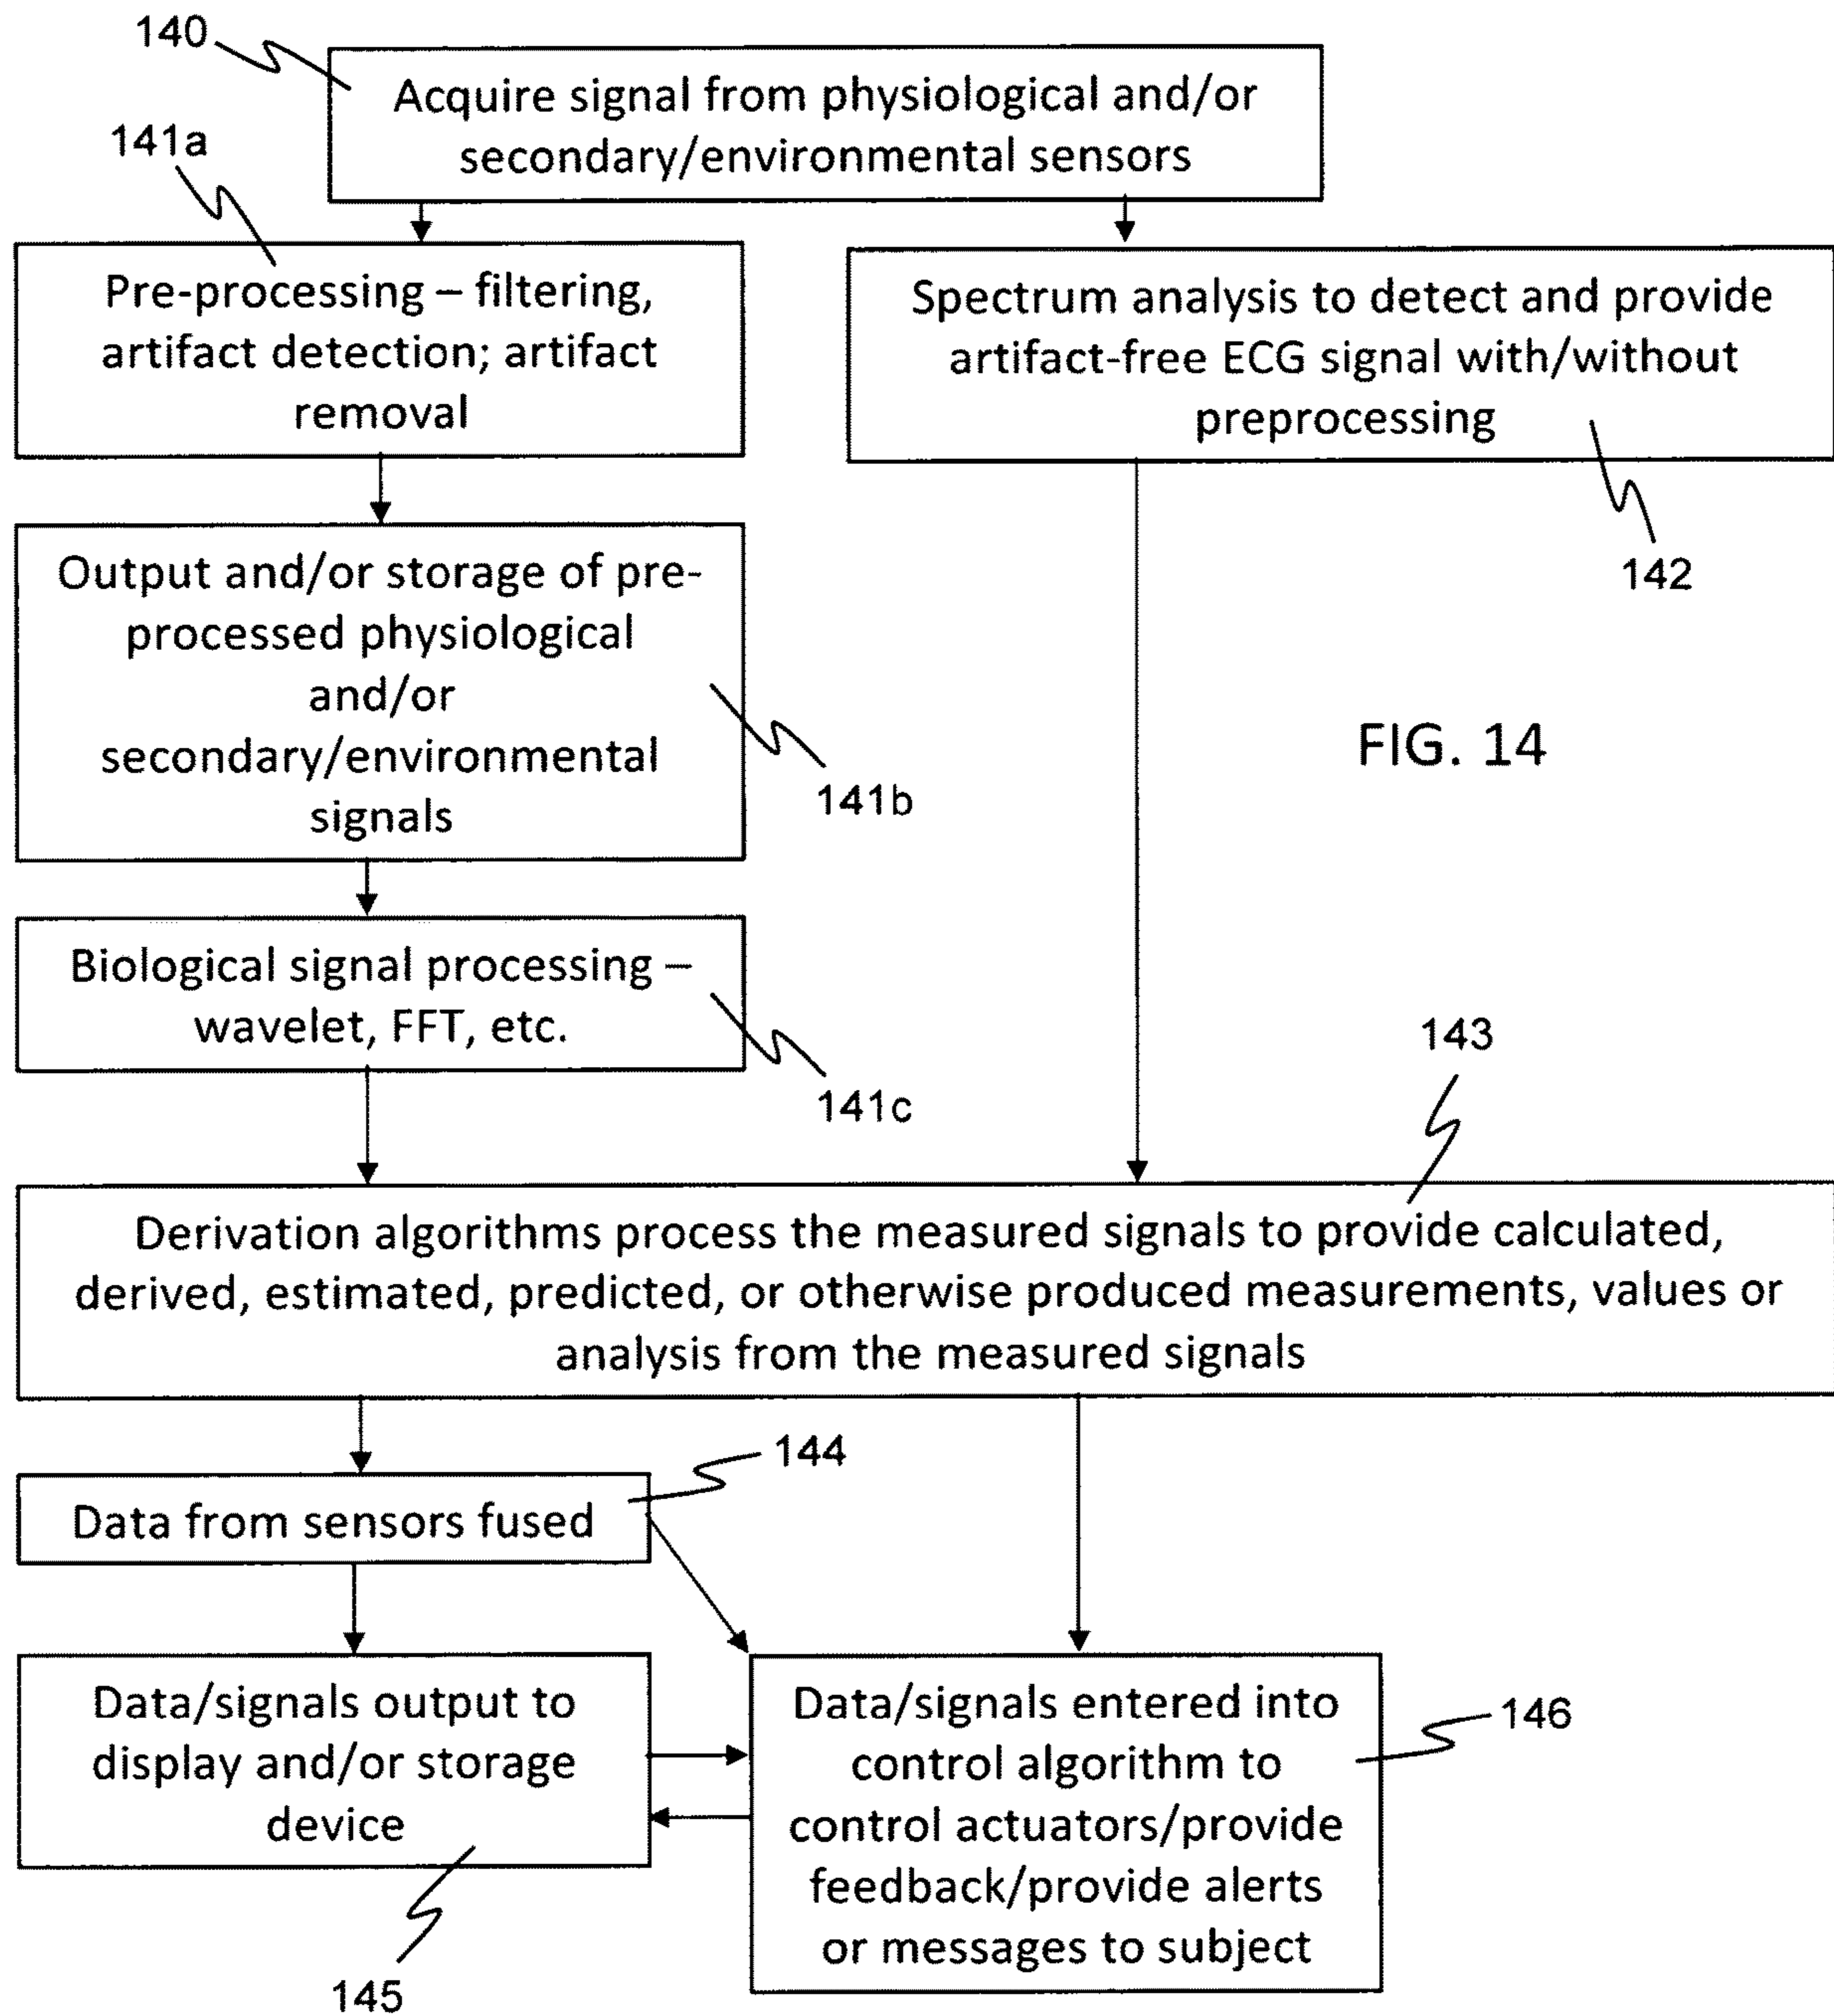 140
Acquire signal from physiological and/or
secondary/environmental sensors
141a
Pre-processing – filtering,
artifact detection; artifact
removal
Spectrum analysis to detect and provide
artifact-free ECG signal with/without
preprocessing
142
Output and/or storage of pre-
processed physiological
and/or
secondary/environmental
signals
141b
FIG. 14
Biological signal processing –
wavelet, FFT, etc.
141c
143
Derivation algorithms process the measured signals to provide calculated,
derived, estimated, predicted, or otherwise produced measurements, values or
analysis from the measured signals
144
Data from sensors fused
Data/signals output to
display and/or storage
device
145
Data/signals entered into
control algorithm to
control actuators/provide
feedback/provide alerts
or messages to subject
146